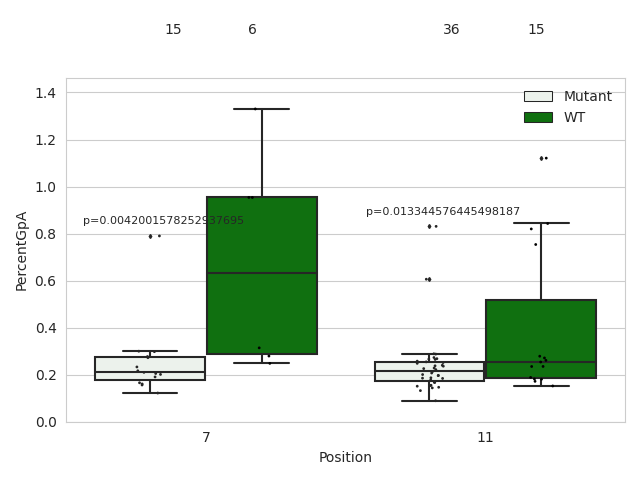 15 6 36 15
1.4
1.2
1.0
0.8
0.6
0.4
0.2
0.0
PercentGpA
Mutant
WT
p=0.0042001578252937695
p=0.013344576445498187
7 11
Position